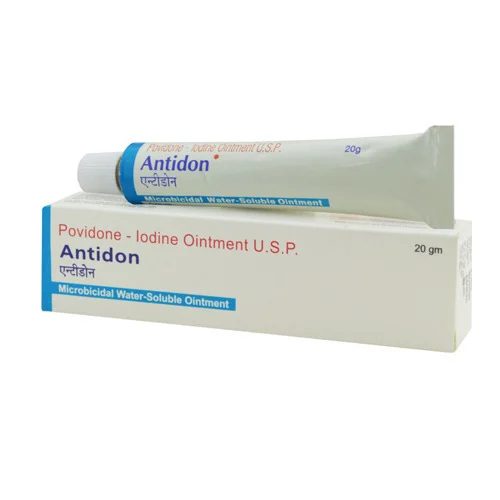 Povidone - Iodine Ointment U.S.P.
20g
Antidon
एन्टीडोन
Microbicidal Water-Soluble Ointment
Povidone - Iodine Ointment U.S.P.
20 gm
Antidon
एन्टीडोन
Microbicidal Water-Soluble Ointment